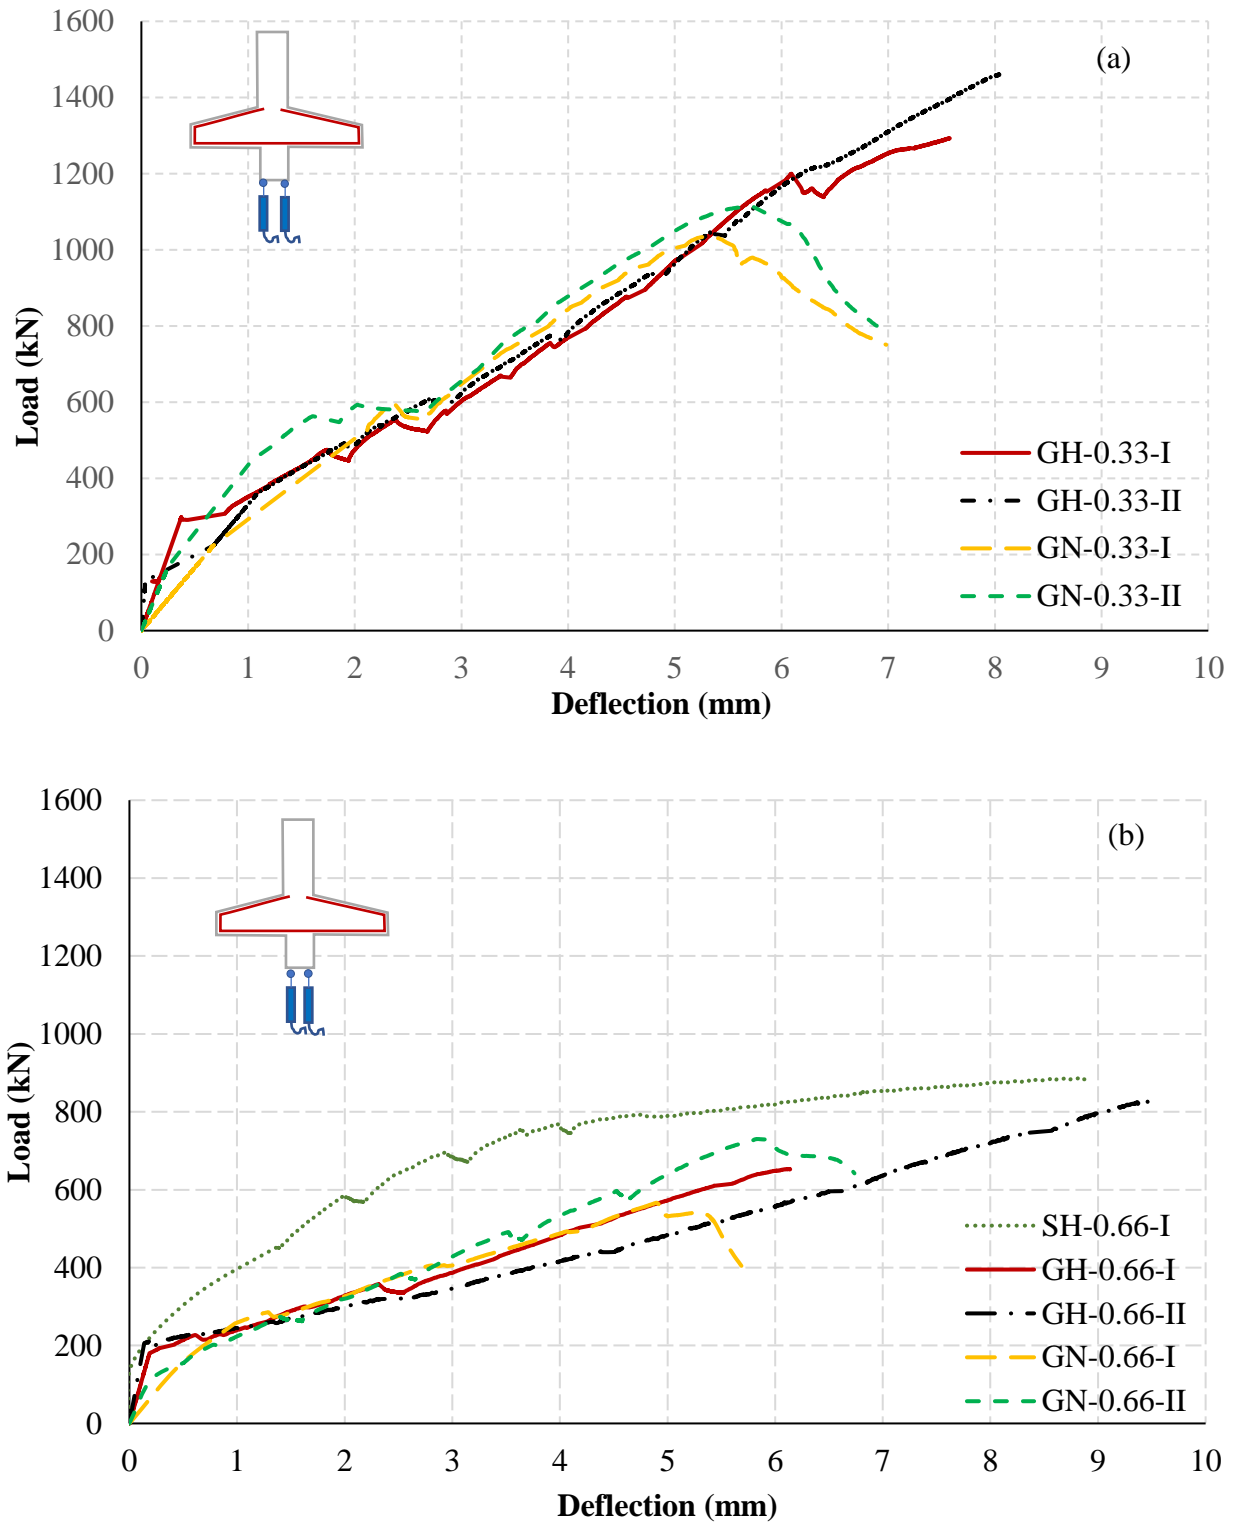 (a)
1600
1400
1200
1000
800
600
400
200
0
Load (kN)
GH-0.33-I
GH-0.33-II
GN-0.33-I
GN-0.33-II
0 1 2 3 4 5 6 7 8 9 10
Deflection (mm)
(b)
1600
1400
1200
1000
800
600
400
200
0
Load (kN)
SH-0.66-I
GH-0.66-I
GH-0.66-II
GN-0.66-I
GN-0.66-II
0 1 2 3 4 5 6 7 8 9 10
Deflection (mm)